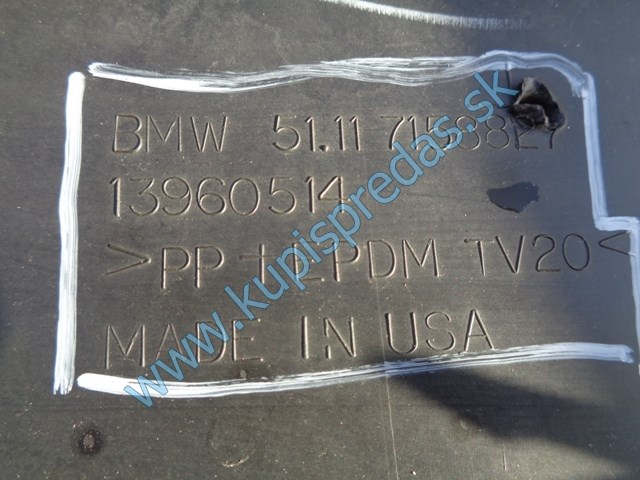 BMW 51.11 7158827
13960514
>PP+EPDM TV20<
MADE IN USA
www.kupispredas.sk